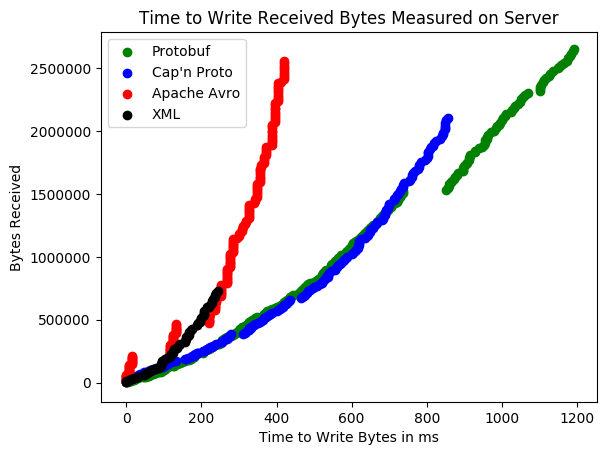 Time to Write Received Bytes Measured on Server
Protobuf
Cap'n Proto
Apache Avro
XML
2500000
2000000
1500000
1000000
500000
0
Bytes Received
0 200 400 600 800 1000 1200
Time to Write Bytes in ms